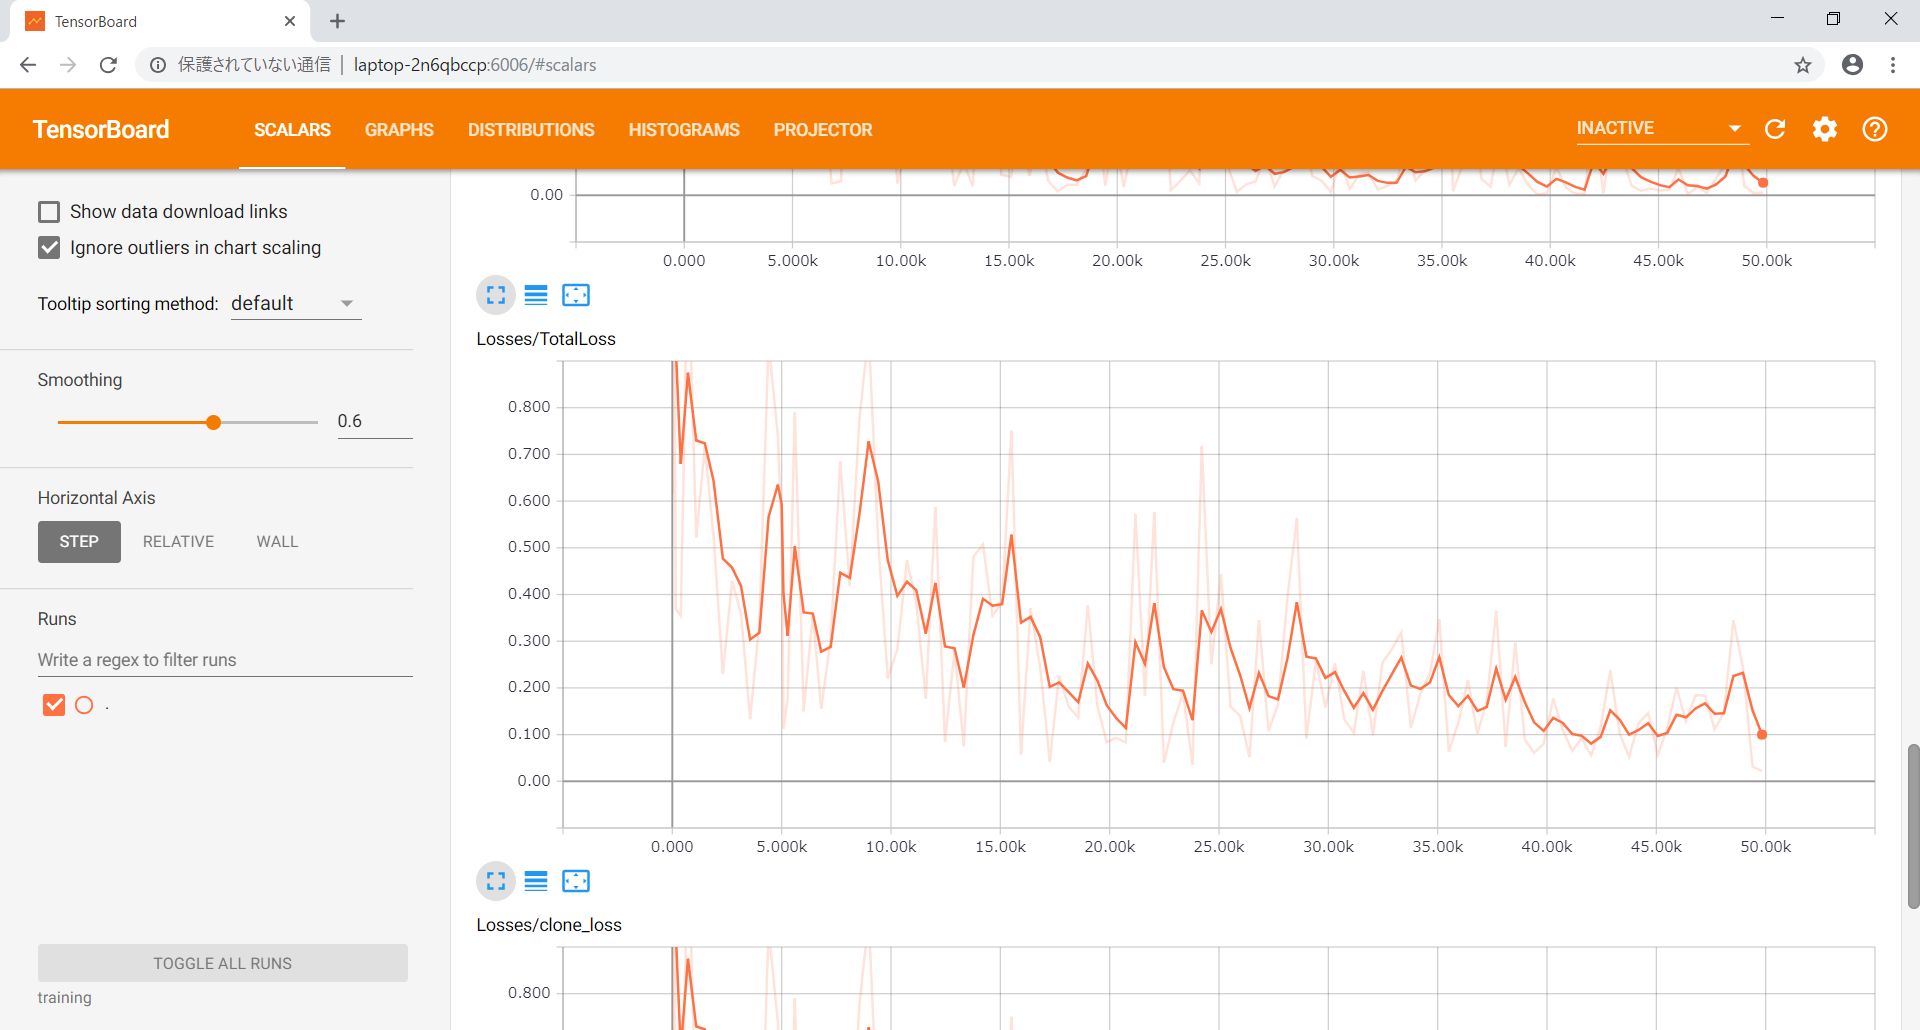 TensorBoard
保護されていない通信 | laptop-2n6qbccp:6006/#scalars
TensorBoard SCALARS GRAPHS DISTRIBUTIONS HISTOGRAMS PROJECTOR INACTIVE
Show data download links
Ignore outliers in chart scaling
Tooltip sorting method: default
Smoothing
0.6
Horizontal Axis
STEP RELATIVE WALL
Runs
Write a regex to filter runs
.
TOGGLE ALL RUNS
training
0.00
0.000 5.000k 10.00k 15.00k 20.00k 25.00k 30.00k 35.00k 40.00k 45.00k 50.00k
Losses/TotalLoss
0.800
0.700
0.600
0.500
0.400
0.300
0.200
0.100
0.00
0.000 5.000k 10.00k 15.00k 20.00k 25.00k 30.00k 35.00k 40.00k 45.00k 50.00k
Losses/clone_loss
0.800